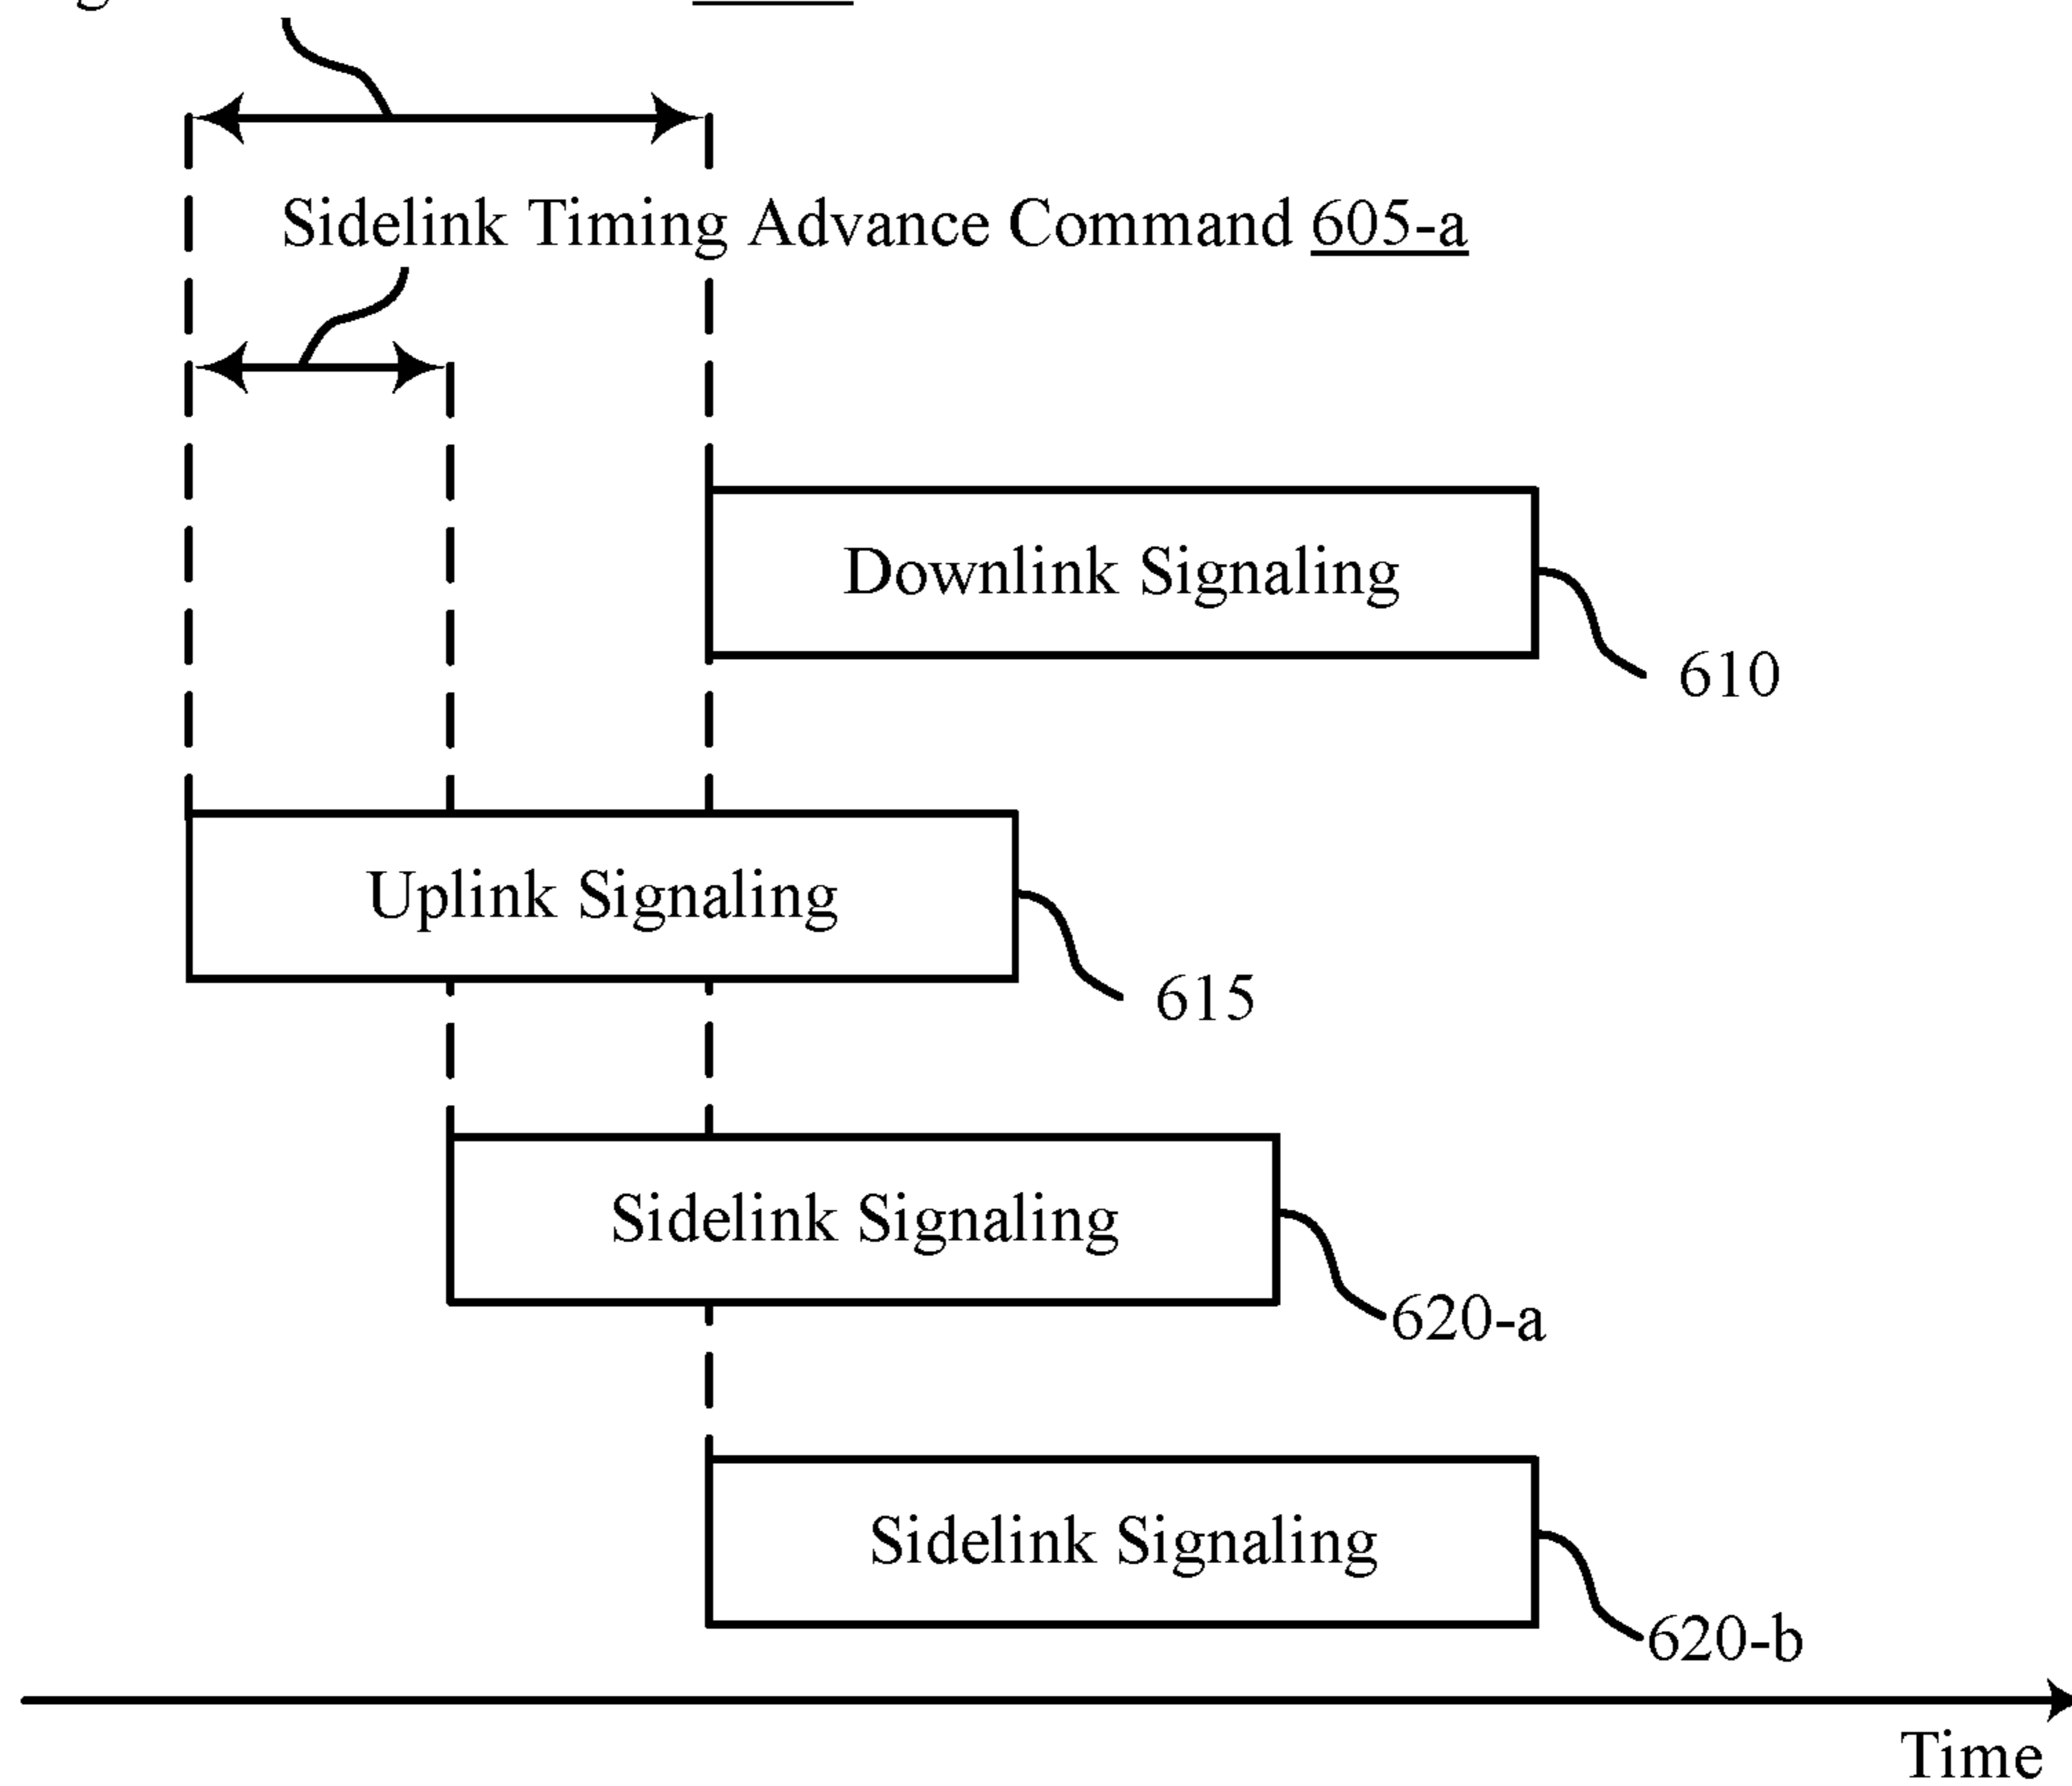 Sidelink Timing Advance Command 605-a
Downlink Signaling
610
Uplink Signaling
615
Sidelink Signaling
620-a
Sidelink Signaling
620-b
Time